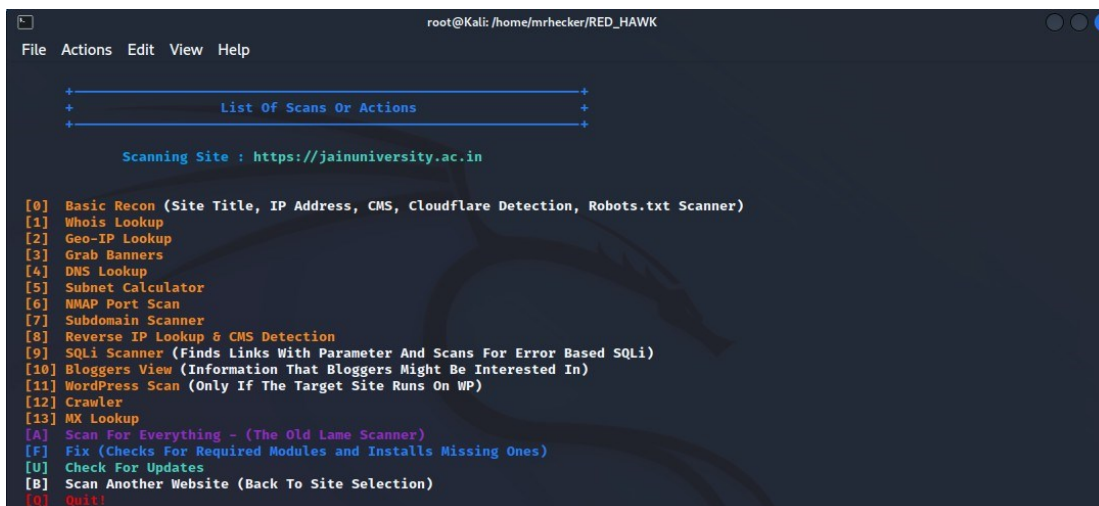 root@Kali: /home/mrhecker/RED_HAWK
File Actions Edit View Help
+ List Of Scans Or Actions +
Scanning Site : https://jainuniversity.ac.in
[0] Basic Recon (Site Title, IP Address, CMS, Cloudflare Detection, Robots.txt Scanner)
[1] Whois Lookup
[2] Geo-IP Lookup
[3] Grab Banners
[4] DNS Lookup
[5] Subnet Calculator
[6] NMAP Port Scan
[7] Subdomain Scanner
[8] Reverse IP Lookup & CMS Detection
[9] SQLi Scanner (Finds Links With Parameter And Scans For Error Based SQLi)
[10] Bloggers View (Information That Bloggers Might Be Interested In)
[11] WordPress Scan (Only If The Target Site Runs On WP)
[12] Crawler
[13] MX Lookup
[A] Scan For Everything - (The Old Lame Scanner)
[F] Fix (Checks For Required Modules and Installs Missing Ones)
[U] Check For Updates
[B] Scan Another Website (Back To Site Selection)
[Q] Quit!